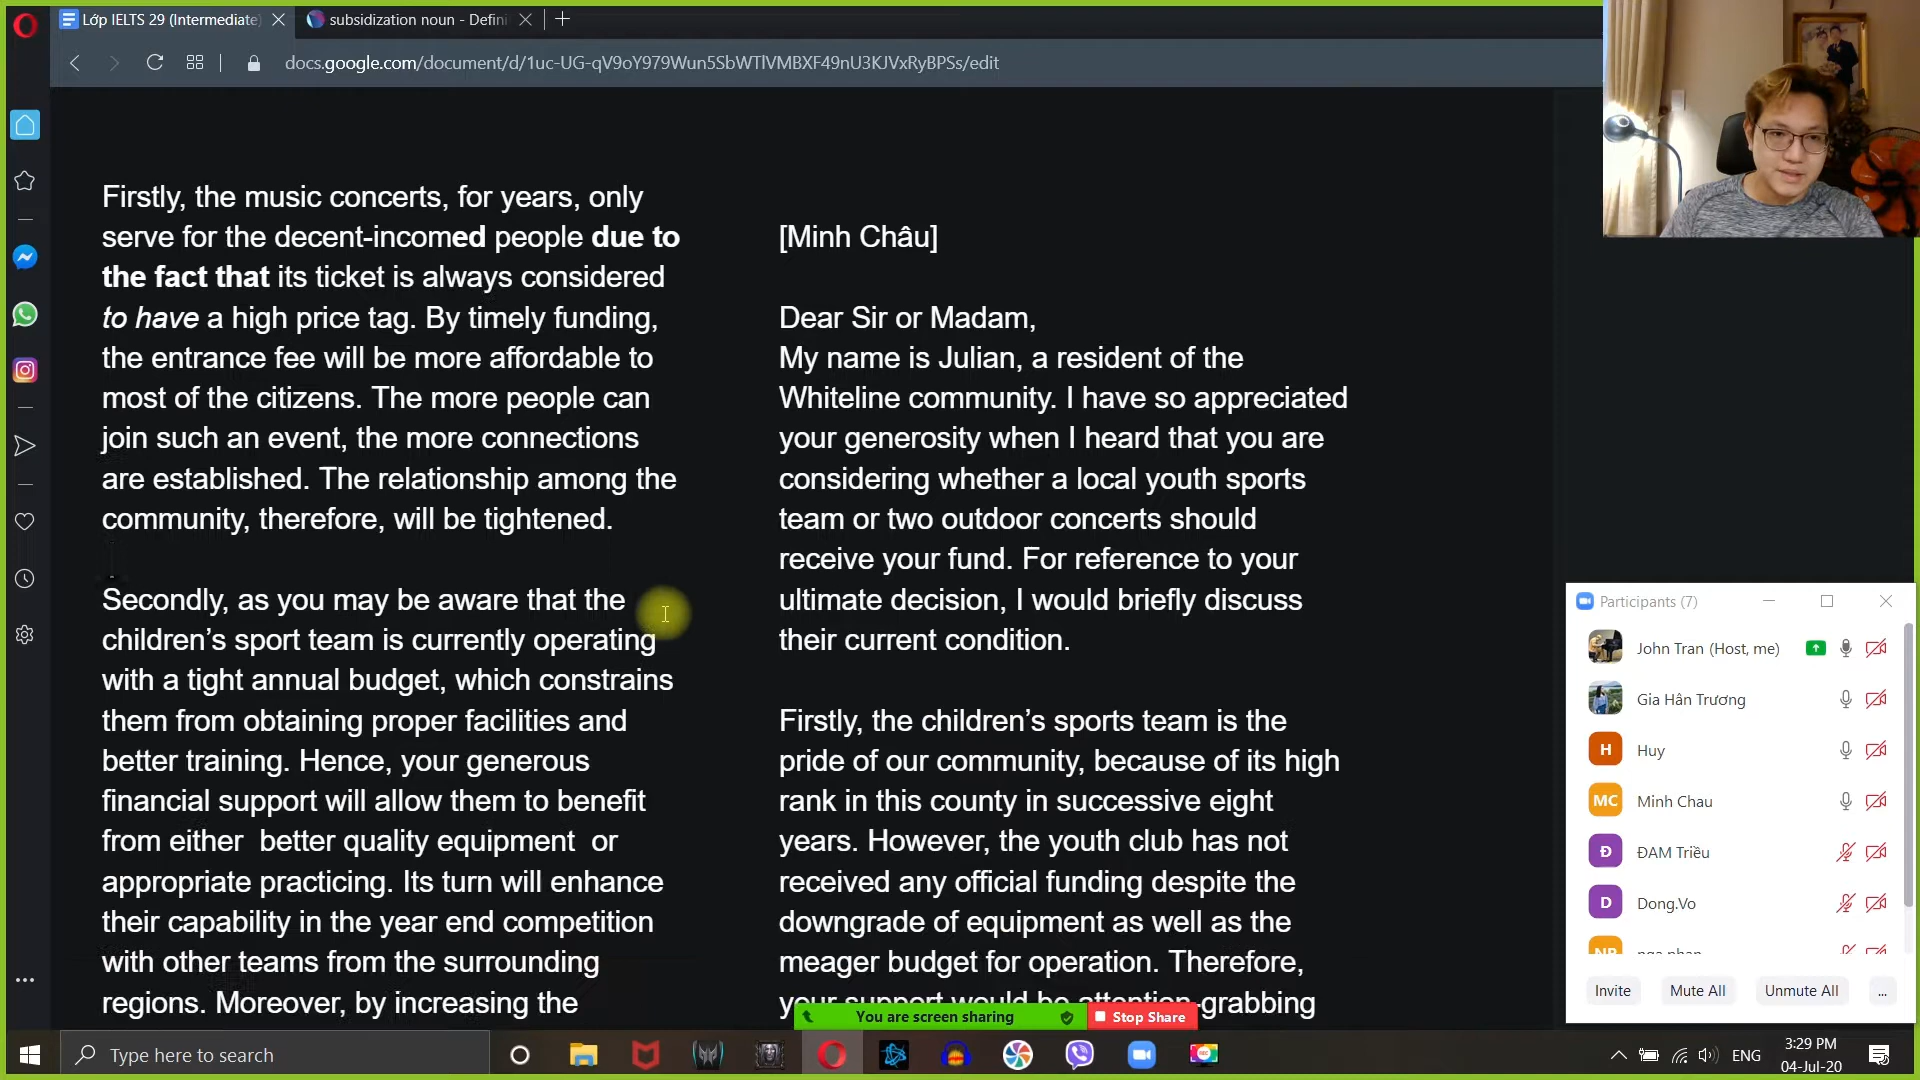 Lớp IELTS 29 (Intermediate)
subsidization noun - Defini
docs.google.com/document/d/1uc-UG-qV9oY979Wun5SbWTlVMBXF49nU3KJVxRyBPSs/edit
Firstly, the music concerts, for years, only
serve for the decent-incomed people due to
the fact that its ticket is always considered
to have a high price tag. By timely funding,
the entrance fee will be more affordable to
most of the citizens. The more people can
join such an event, the more connections
are established. The relationship among the
community, therefore, will be tightened.
Secondly, as you may be aware that the
children’s sport team is currently operating
with a tight annual budget, which constrains
them from obtaining proper facilities and
better training. Hence, your generous
financial support will allow them to benefit
from either  better quality equipment  or
appropriate practicing. Its turn will enhance
their capability in the year end competition
with other teams from the surrounding
regions. Moreover, by increasing the
[Minh Châu]
Dear Sir or Madam,
My name is Julian, a resident of the
Whiteline community. I have so appreciated
your generosity when I heard that you are
considering whether a local youth sports
team or two outdoor concerts should
receive your fund. For reference to your
ultimate decision, I would briefly discuss
their current condition.
Firstly, the children’s sports team is the
pride of our community, because of its high
rank in this county in successive eight
years. However, the youth club has not
received any official funding despite the
downgrade of equipment as well as the
meager budget for operation. Therefore,
your support would be attention-grabbing
Participants (7)
John Tran (Host, me)
Gia Hân Trương
H Huy
MC Minh Chau
Đ ĐAM Triều
D Dong.Vo
NP nga phan
Invite Mute All Unmute All ...
You are screen sharing Stop Share
Type here to search
ENG
3:29 PM
04-Jul-20